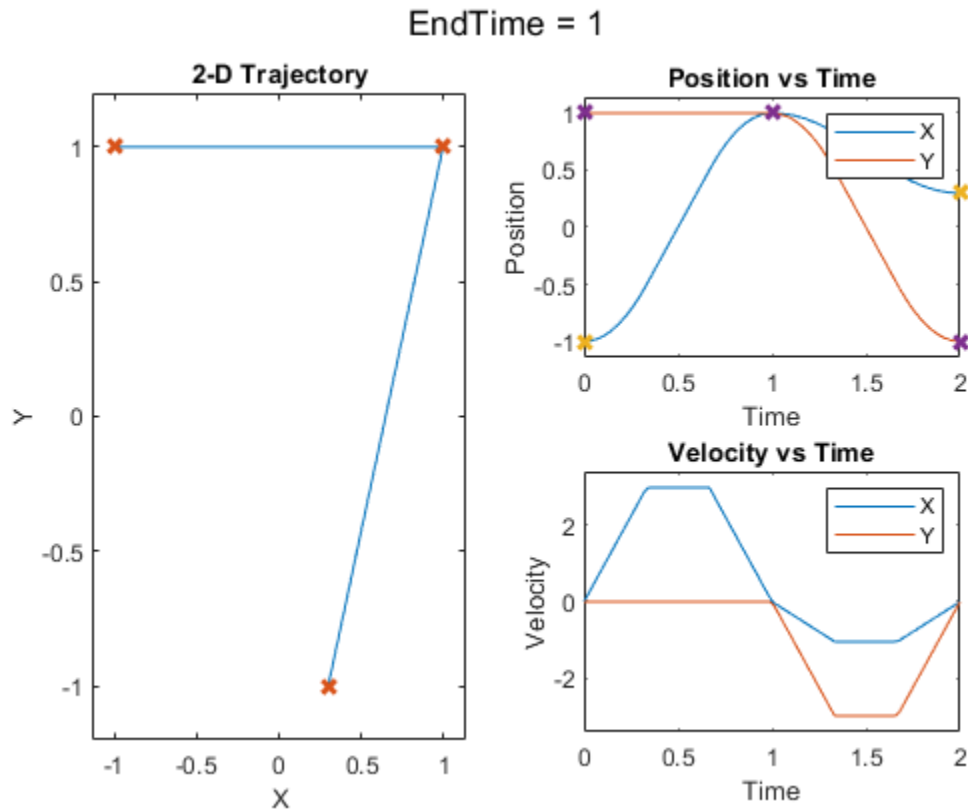 EndTime = 1
2-D Trajectory
1
0.5
0
-0.5
-1
Y
-1 -0.5 0 0.5 1
X
Position vs Time
1
0.5
0
-0.5
-1
Position
X
Y
0 0.5 1 1.5 2
Time
Velocity vs Time
2
0
-2
Velocity
X
Y
0 0.5 1 1.5 2
Time